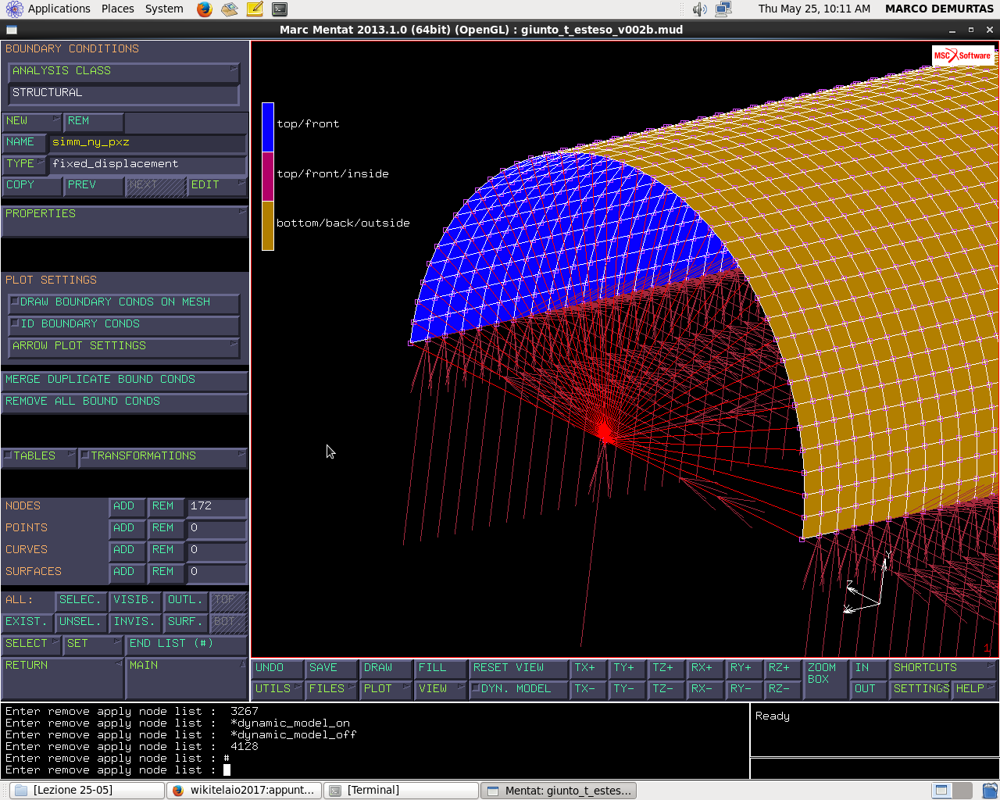 Applications Places System Thu May 25, 10:11 AM MARCO DEMURTAS
Marc Mentat 2013.1.0 (64bit) (OpenGL) : giunto_t_esteso_v002b.mud
BOUNDARY CONDITIONS
ANALYSIS CLASS
STRUCTURAL
NEW REM
NAME simm_ny_pxz
TYPE fixed_displacement
COPY PREV NEXT EDIT
PROPERTIES
PLOT SETTINGS
DRAW BOUNDARY CONDS ON MESH
ID BOUNDARY CONDS
ARROW PLOT SETTINGS
MERGE DUPLICATE BOUND CONDS
REMOVE ALL BOUND CONDS
TABLES TRANSFORMATIONS
NODES ADD REM 172
POINTS ADD REM 0
CURVES ADD REM 0
SURFACES ADD REM 0
ALL: SELEC. VISIB. OUTL. TOP
EXIST. UNSEL. INVIS. SURF. BOT
SELECT SET END LIST (#)
RETURN MAIN
MSC Software
top/front
top/front/inside
bottom/back/outside
Y
Z
X
1
UNDO SAVE DRAW FILL RESET VIEW TX+ TY+ TZ+ RX+ RY+ RZ+ ZOOM BOX IN SHORTCUTS
UTILS FILES PLOT VIEW DYN. MODEL TX- TY- TZ- RX- RY- RZ- OUT SETTINGS HELP
Enter remove apply node list : 3267
Enter remove apply node list : *dynamic_model_on
Enter remove apply node list : *dynamic_model_off
Enter remove apply node list : 4128
Enter remove apply node list : #
Enter remove apply node list :
Ready
[Lezione 25-05] wikitelaio2017:appunt... [Terminal] Mentat: giunto_t_estes...